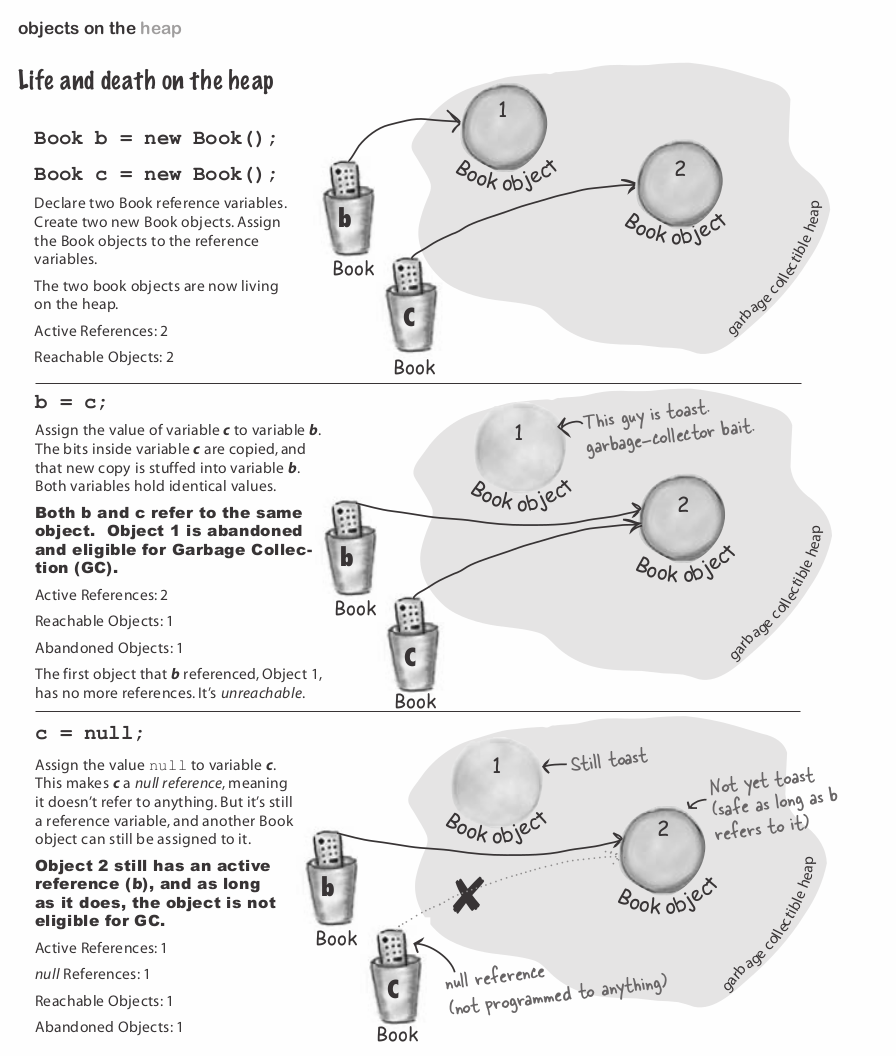 objects on the heap
Life and death on the heap
Book b = new Book();
Book c = new Book();
Declare two Book reference variables.
Create two new Book objects. Assign
the Book objects to the reference
variables.
The two book objects are now living
on the heap.
Active References: 2
Reachable Objects: 2
1
Book object
2
Book object
b
Book
c
Book
garbage collectible heap
b = c;
Assign the value of variable c to variable b.
The bits inside variable c are copied, and
that new copy is stuffed into variable b.
Both variables hold identical values.
Both b and c refer to the same
object. Object 1 is abandoned
and eligible for Garbage Collec-
tion (GC).
Active References: 2
Reachable Objects: 1
Abandoned Objects: 1
The first object that b referenced, Object 1,
has no more references. It's unreachable.
1
Book object
This guy is toast.
garbage-collector bait.
2
Book object
b
Book
c
Book
garbage collectible heap
c = null;
Assign the value null to variable c.
This makes c a null reference, meaning
it doesn't refer to anything. But it's still
a reference variable, and another Book
object can still be assigned to it.
Object 2 still has an active
reference (b), and as long
as it does, the object is not
eligible for GC.
Active References: 1
null References: 1
Reachable Objects: 1
Abandoned Objects: 1
1
Book object
Still toast
2
Book object
Not yet toast
(safe as long as b
refers to it)
b
Book
c
Book
null reference
(not programmed to anything)
garbage collectible heap